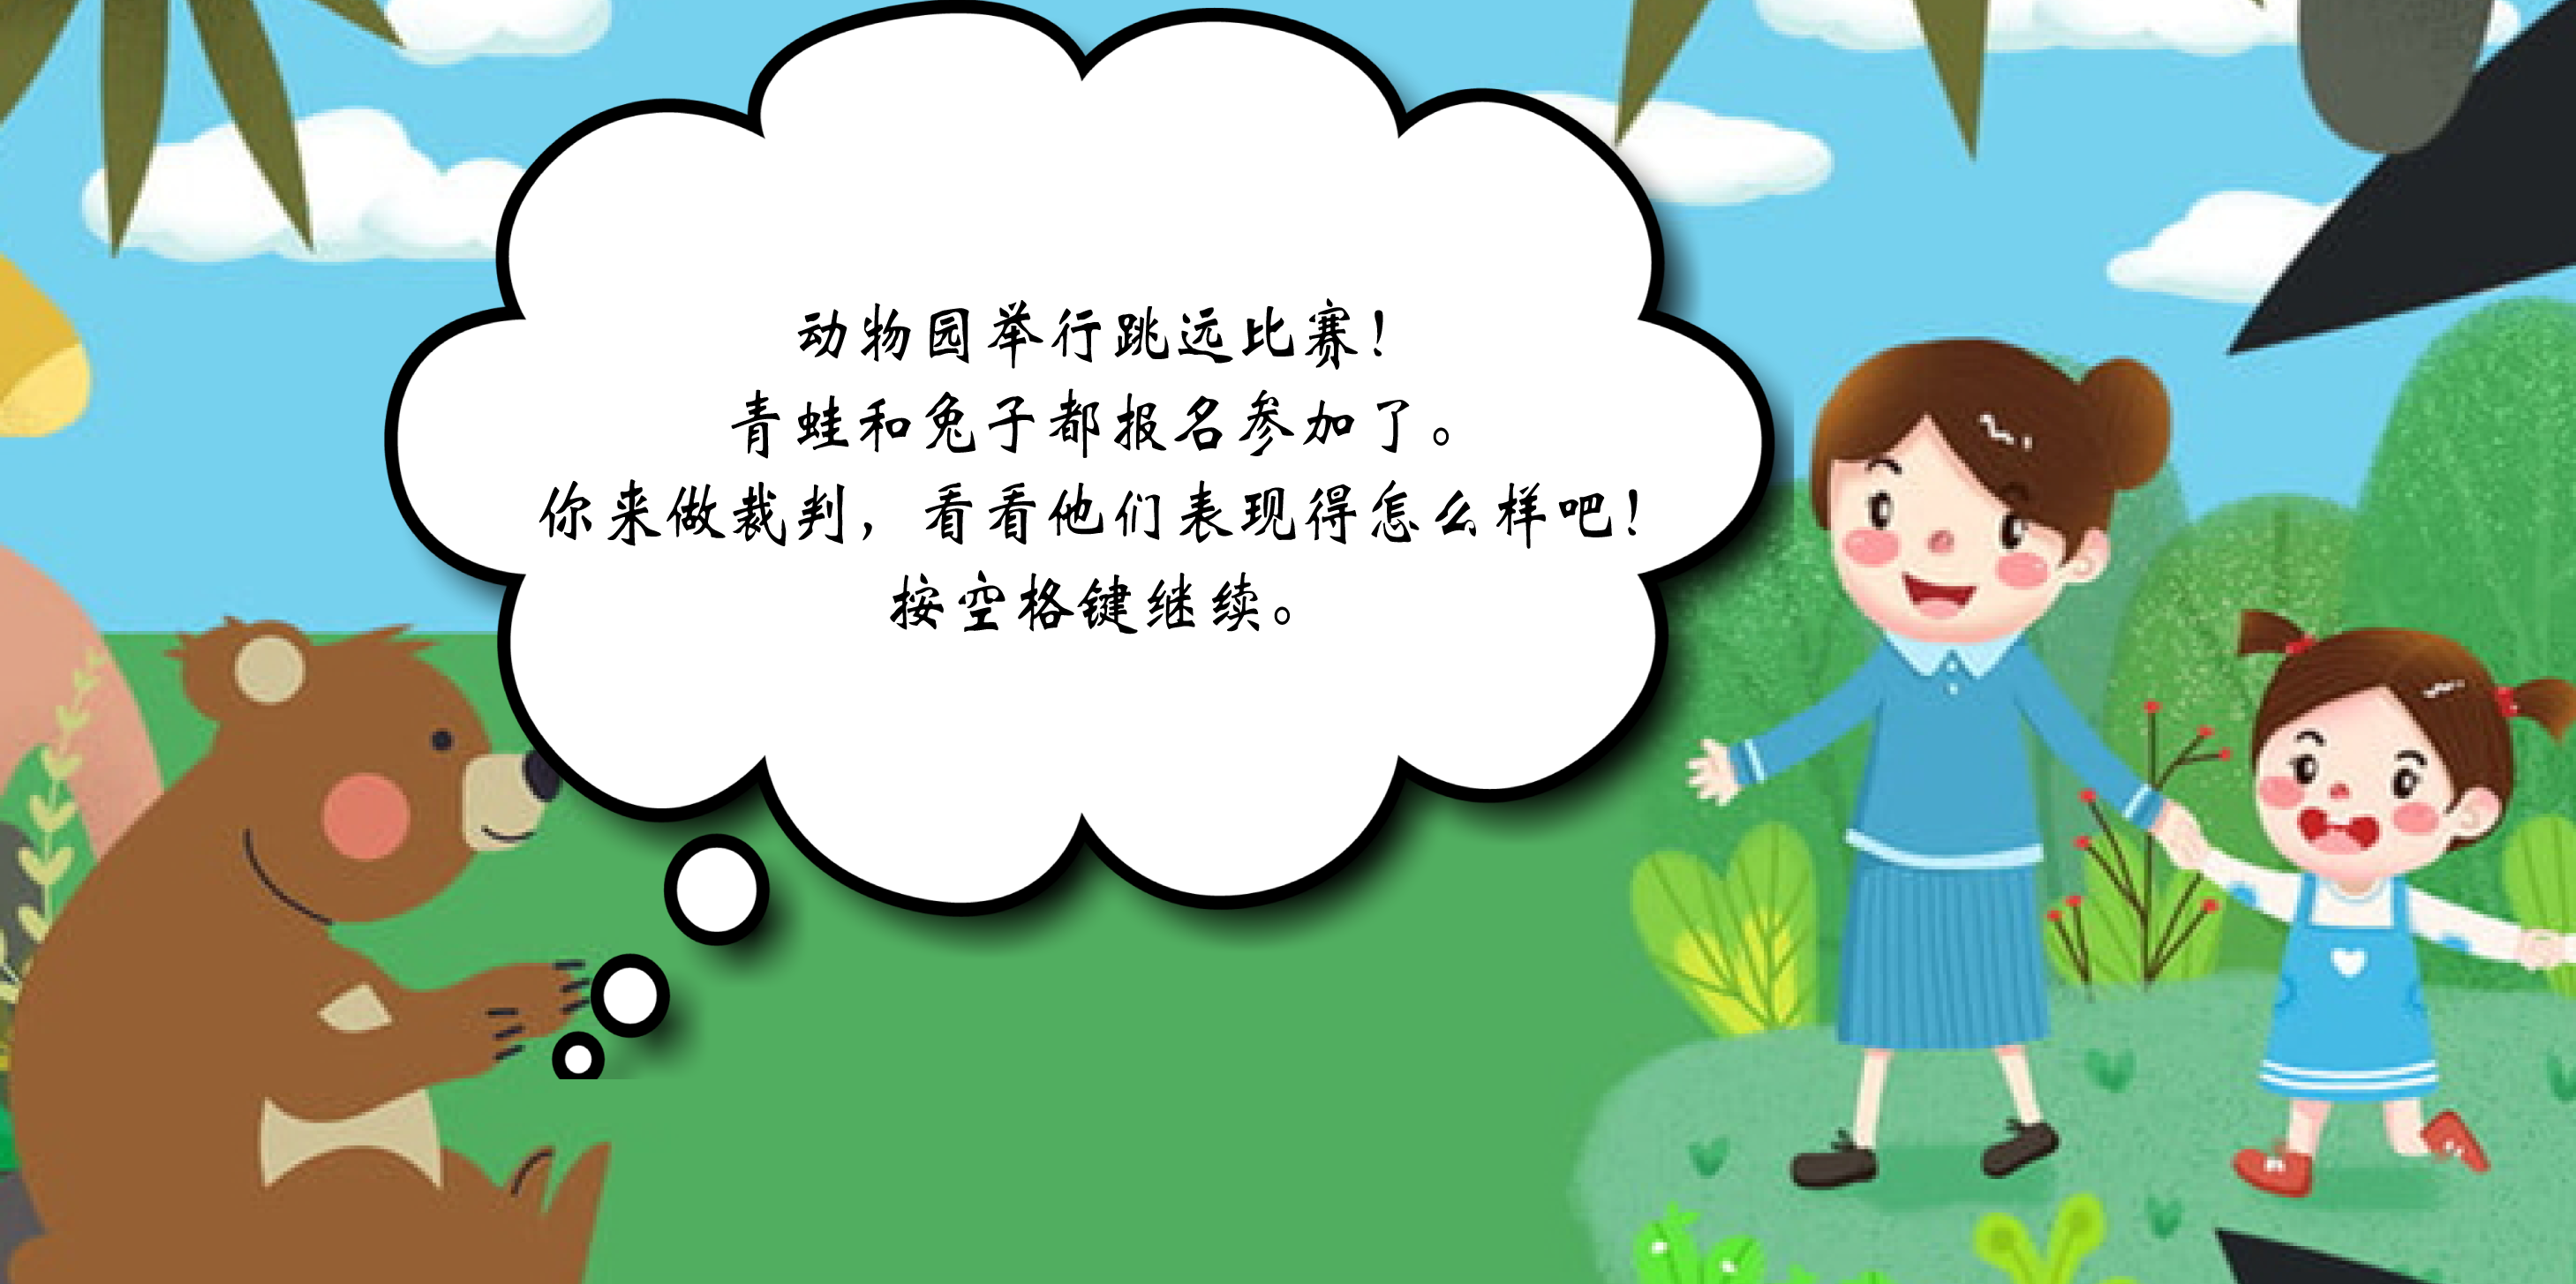 动物园举行跳远比赛！
青蛙和兔子都报名参加了。
你来做裁判，看看他们表现得怎么样吧！
按空格键继续。